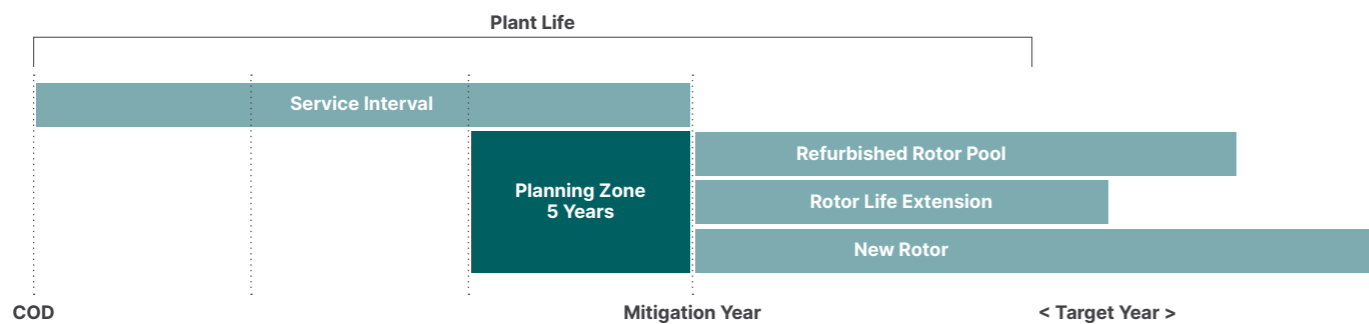 Plant Life
Service Interval
Refurbished Rotor Pool
Planning Zone
5 Years
Rotor Life Extension
New Rotor
COD
Mitigation Year
< Target Year >